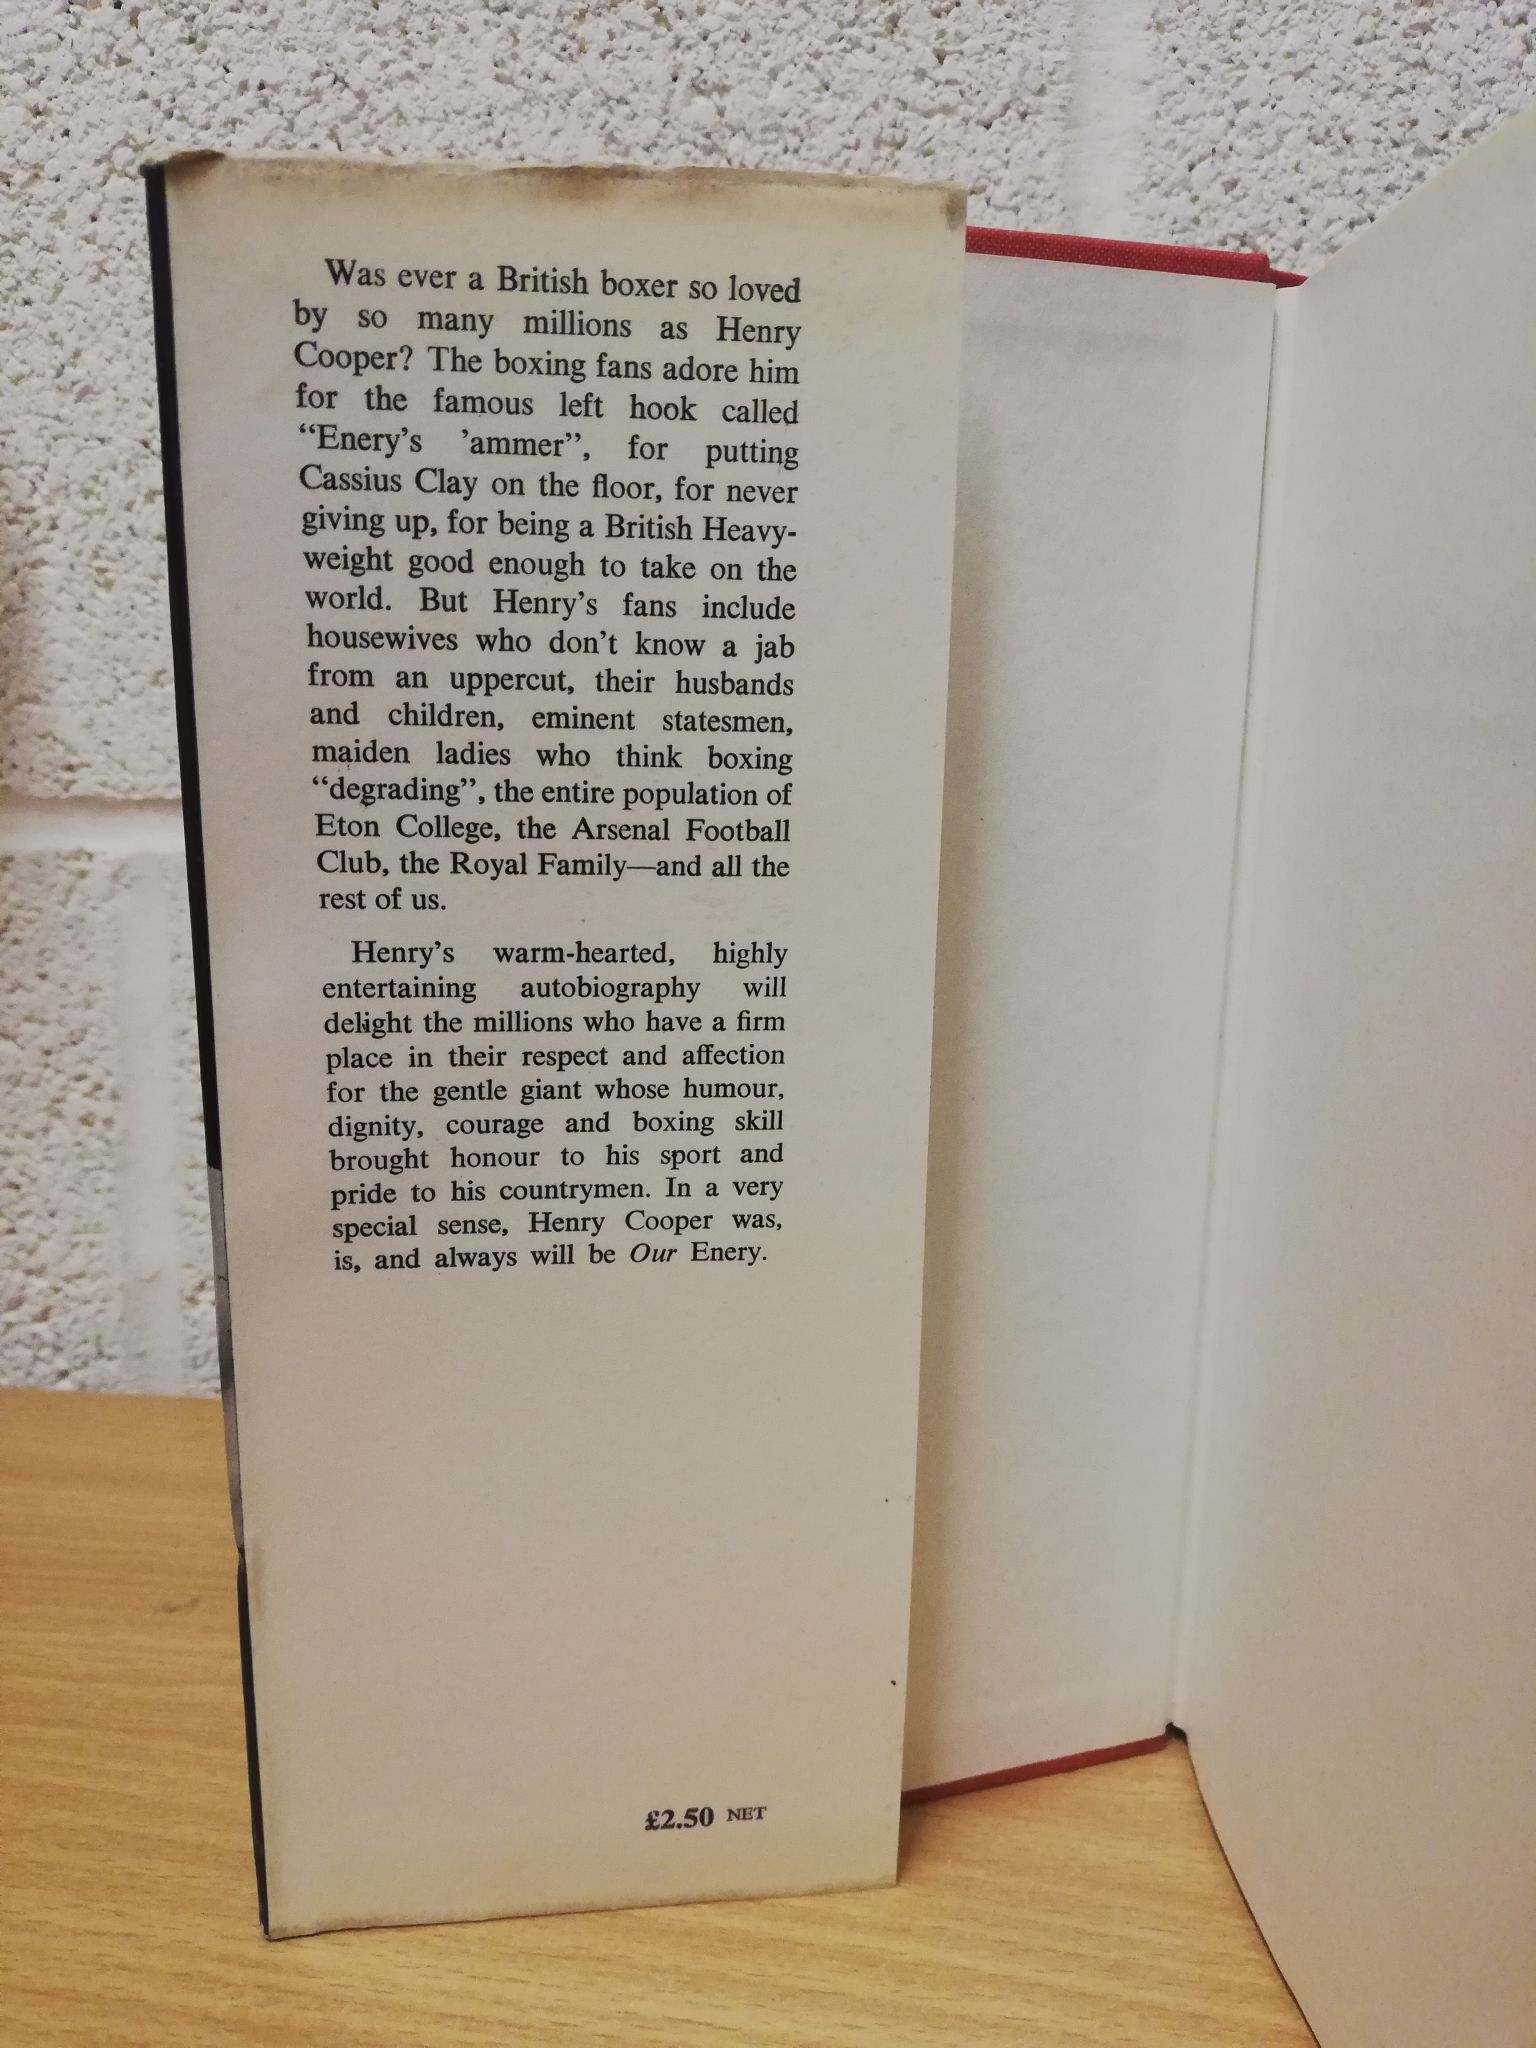 Was ever a British boxer so loved
by so many millions as Henry
Cooper? The boxing fans adore him
for the famous left hook called
“Enery’s ’ammer”, for putting
Cassius Clay on the floor, for never
giving up, for being a British Heavy-
weight good enough to take on the
world. But Henry’s fans include
housewives who don’t know a jab
from an uppercut, their husbands
and children, eminent statesmen,
maiden ladies who think boxing
“degrading”, the entire population of
Eton College, the Arsenal Football
Club, the Royal Family—and all the
rest of us.
Henry’s warm-hearted, highly
entertaining autobiography will
delight the millions who have a firm
place in their respect and affection
for the gentle giant whose humour,
dignity, courage and boxing skill
brought honour to his sport and
pride to his countrymen. In a very
special sense, Henry Cooper was,
is, and always will be Our Enery.
£2.50 NET